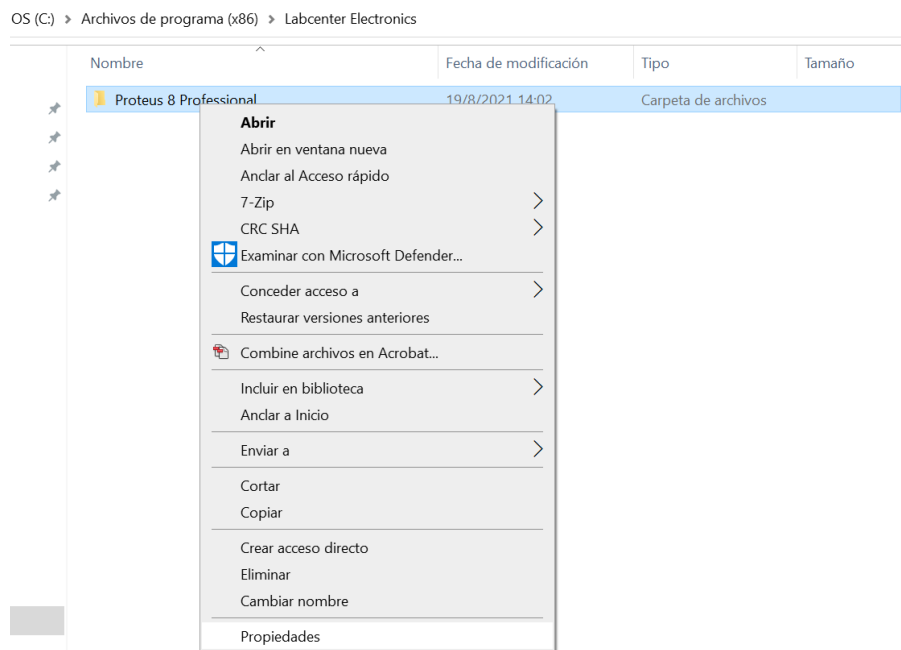 OS (C:) > Archivos de programa (x86) > Labcenter Electronics
Nombre Fecha de modificación Tipo Tamaño
Proteus 8 Professional 19/8/2021 14:02 Carpeta de archivos
Abrir
Abrir en ventana nueva
Anclar al Acceso rápido
7-Zip
CRC SHA
Examinar con Microsoft Defender...
Conceder acceso a
Restaurar versiones anteriores
Combine archivos en Acrobat...
Incluir en biblioteca
Anclar a Inicio
Enviar a
Cortar
Copiar
Crear acceso directo
Eliminar
Cambiar nombre
Propiedades